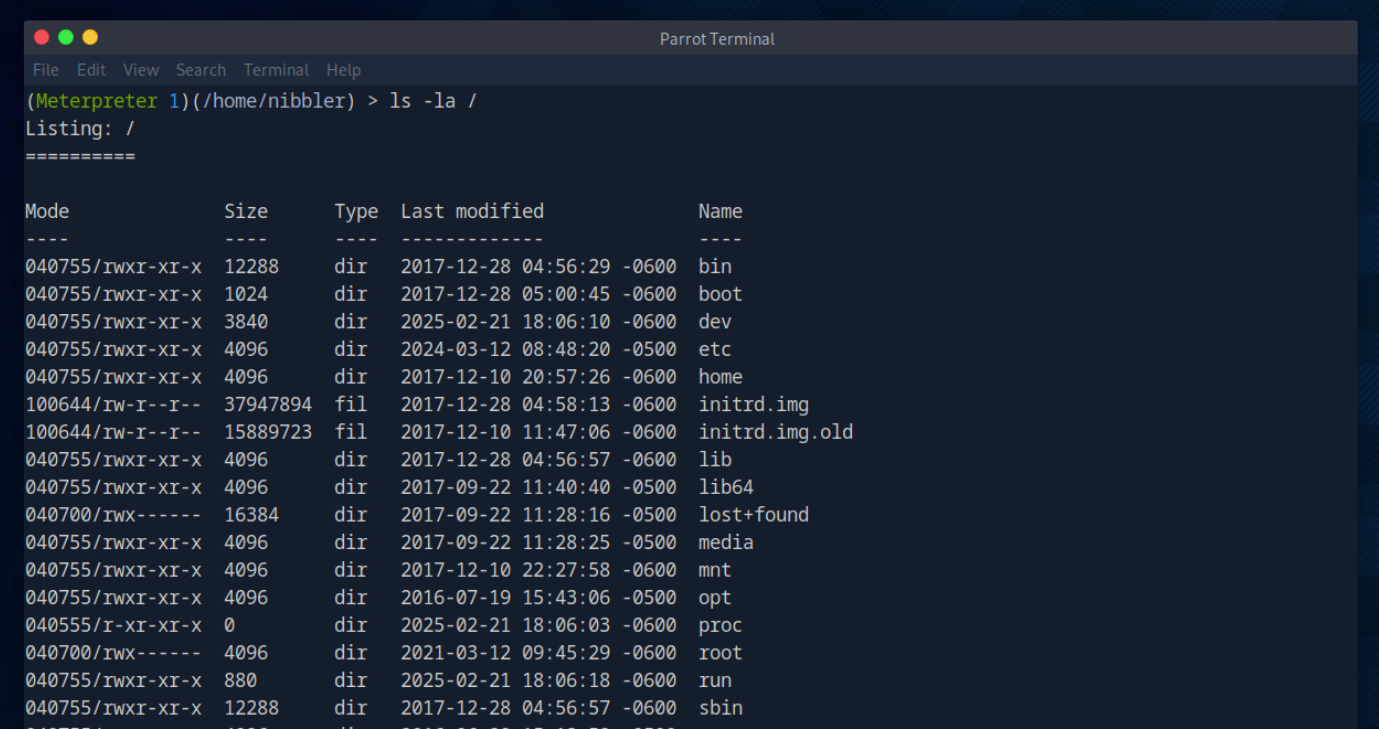 Parrot Terminal
File Edit View Search Terminal Help
(Meterpreter 1)(/home/nibbler) > ls -la /
Listing: /
==========
Mode Size Type Last modified Name
---- ---- ---- ------------- ----
040755/rwxr-xr-x 12288 dir 2017-12-28 04:56:29 -0600 bin
040755/rwxr-xr-x 1024 dir 2017-12-28 05:00:45 -0600 boot
040755/rwxr-xr-x 3840 dir 2025-02-21 18:06:10 -0600 dev
040755/rwxr-xr-x 4096 dir 2024-03-12 08:48:20 -0500 etc
040755/rwxr-xr-x 4096 dir 2017-12-10 20:57:26 -0600 home
100644/rw-r--r-- 37947894 fil 2017-12-28 04:58:13 -0600 initrd.img
100644/rw-r--r-- 15889723 fil 2017-12-10 11:47:06 -0600 initrd.img.old
040755/rwxr-xr-x 4096 dir 2017-12-28 04:56:57 -0600 lib
040755/rwxr-xr-x 4096 dir 2017-09-22 11:40:40 -0500 lib64
040700/rwx------ 16384 dir 2017-09-22 11:28:16 -0500 lost+found
040755/rwxr-xr-x 4096 dir 2017-09-22 11:28:25 -0500 media
040755/rwxr-xr-x 4096 dir 2017-12-10 22:27:58 -0600 mnt
040755/rwxr-xr-x 4096 dir 2016-07-19 15:43:06 -0500 opt
040555/r-xr-xr-x 0 dir 2025-02-21 18:06:03 -0600 proc
040700/rwx------ 4096 dir 2021-03-12 09:45:29 -0600 root
040755/rwxr-xr-x 880 dir 2025-02-21 18:06:18 -0600 run
040755/rwxr-xr-x 12288 dir 2017-12-28 04:56:57 -0600 sbin